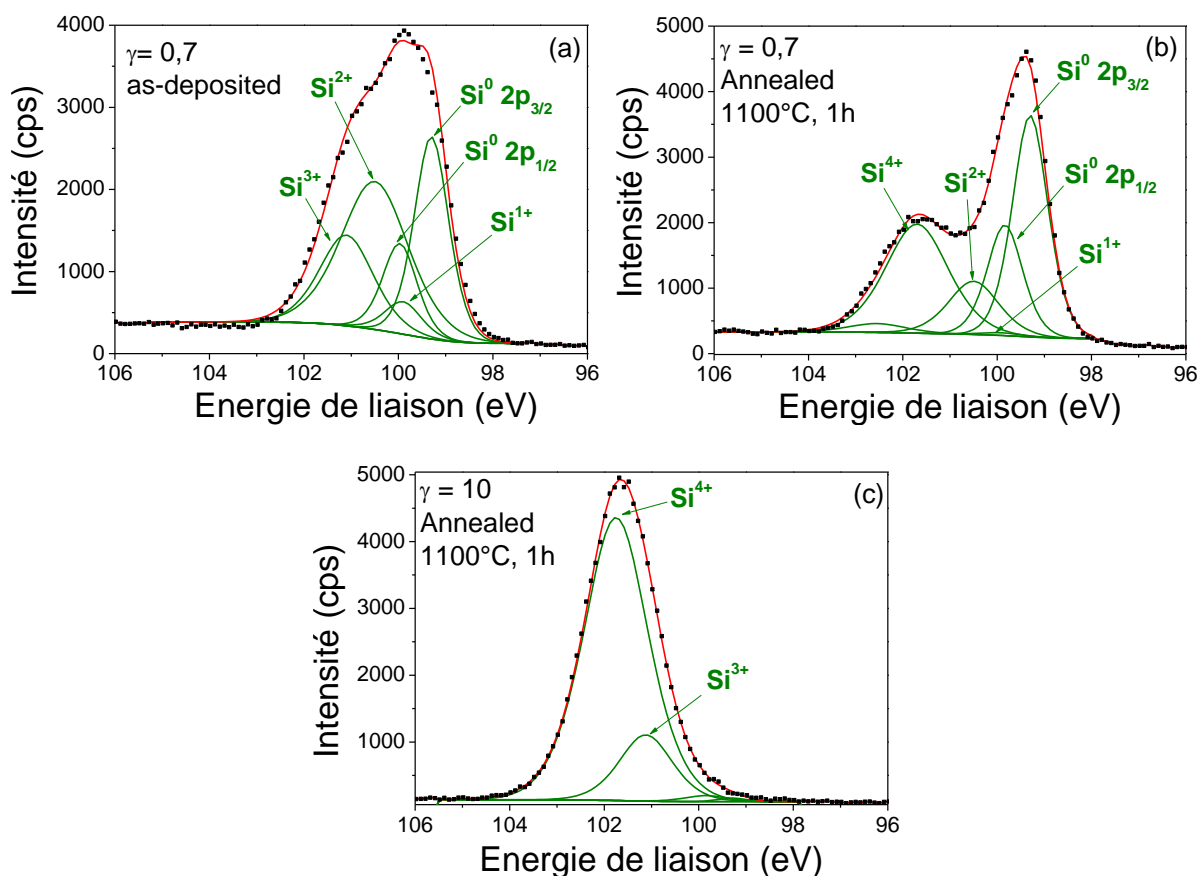 γ= 0,7
as-deposited
(a)
Si2+
Si3+
Si0 2p3/2
Si0 2p1/2
Si1+
Intensité (cps)
4000
3000
2000
1000
0
106 104 102 100 98 96
Energie de liaison (eV)
γ = 0,7
Annealed
1100°C, 1h
(b)
Si4+
Si2+
Si0 2p3/2
Si0 2p1/2
Si1+
Intensité (cps)
5000
4000
3000
2000
1000
0
106 104 102 100 98 96
Energie de liaison (eV)
γ = 10
Annealed
1100°C, 1h
(c)
Si4+
Si3+
Intensité (cps)
5000
4000
3000
2000
1000
106 104 102 100 98 96
Energie de liaison (eV)